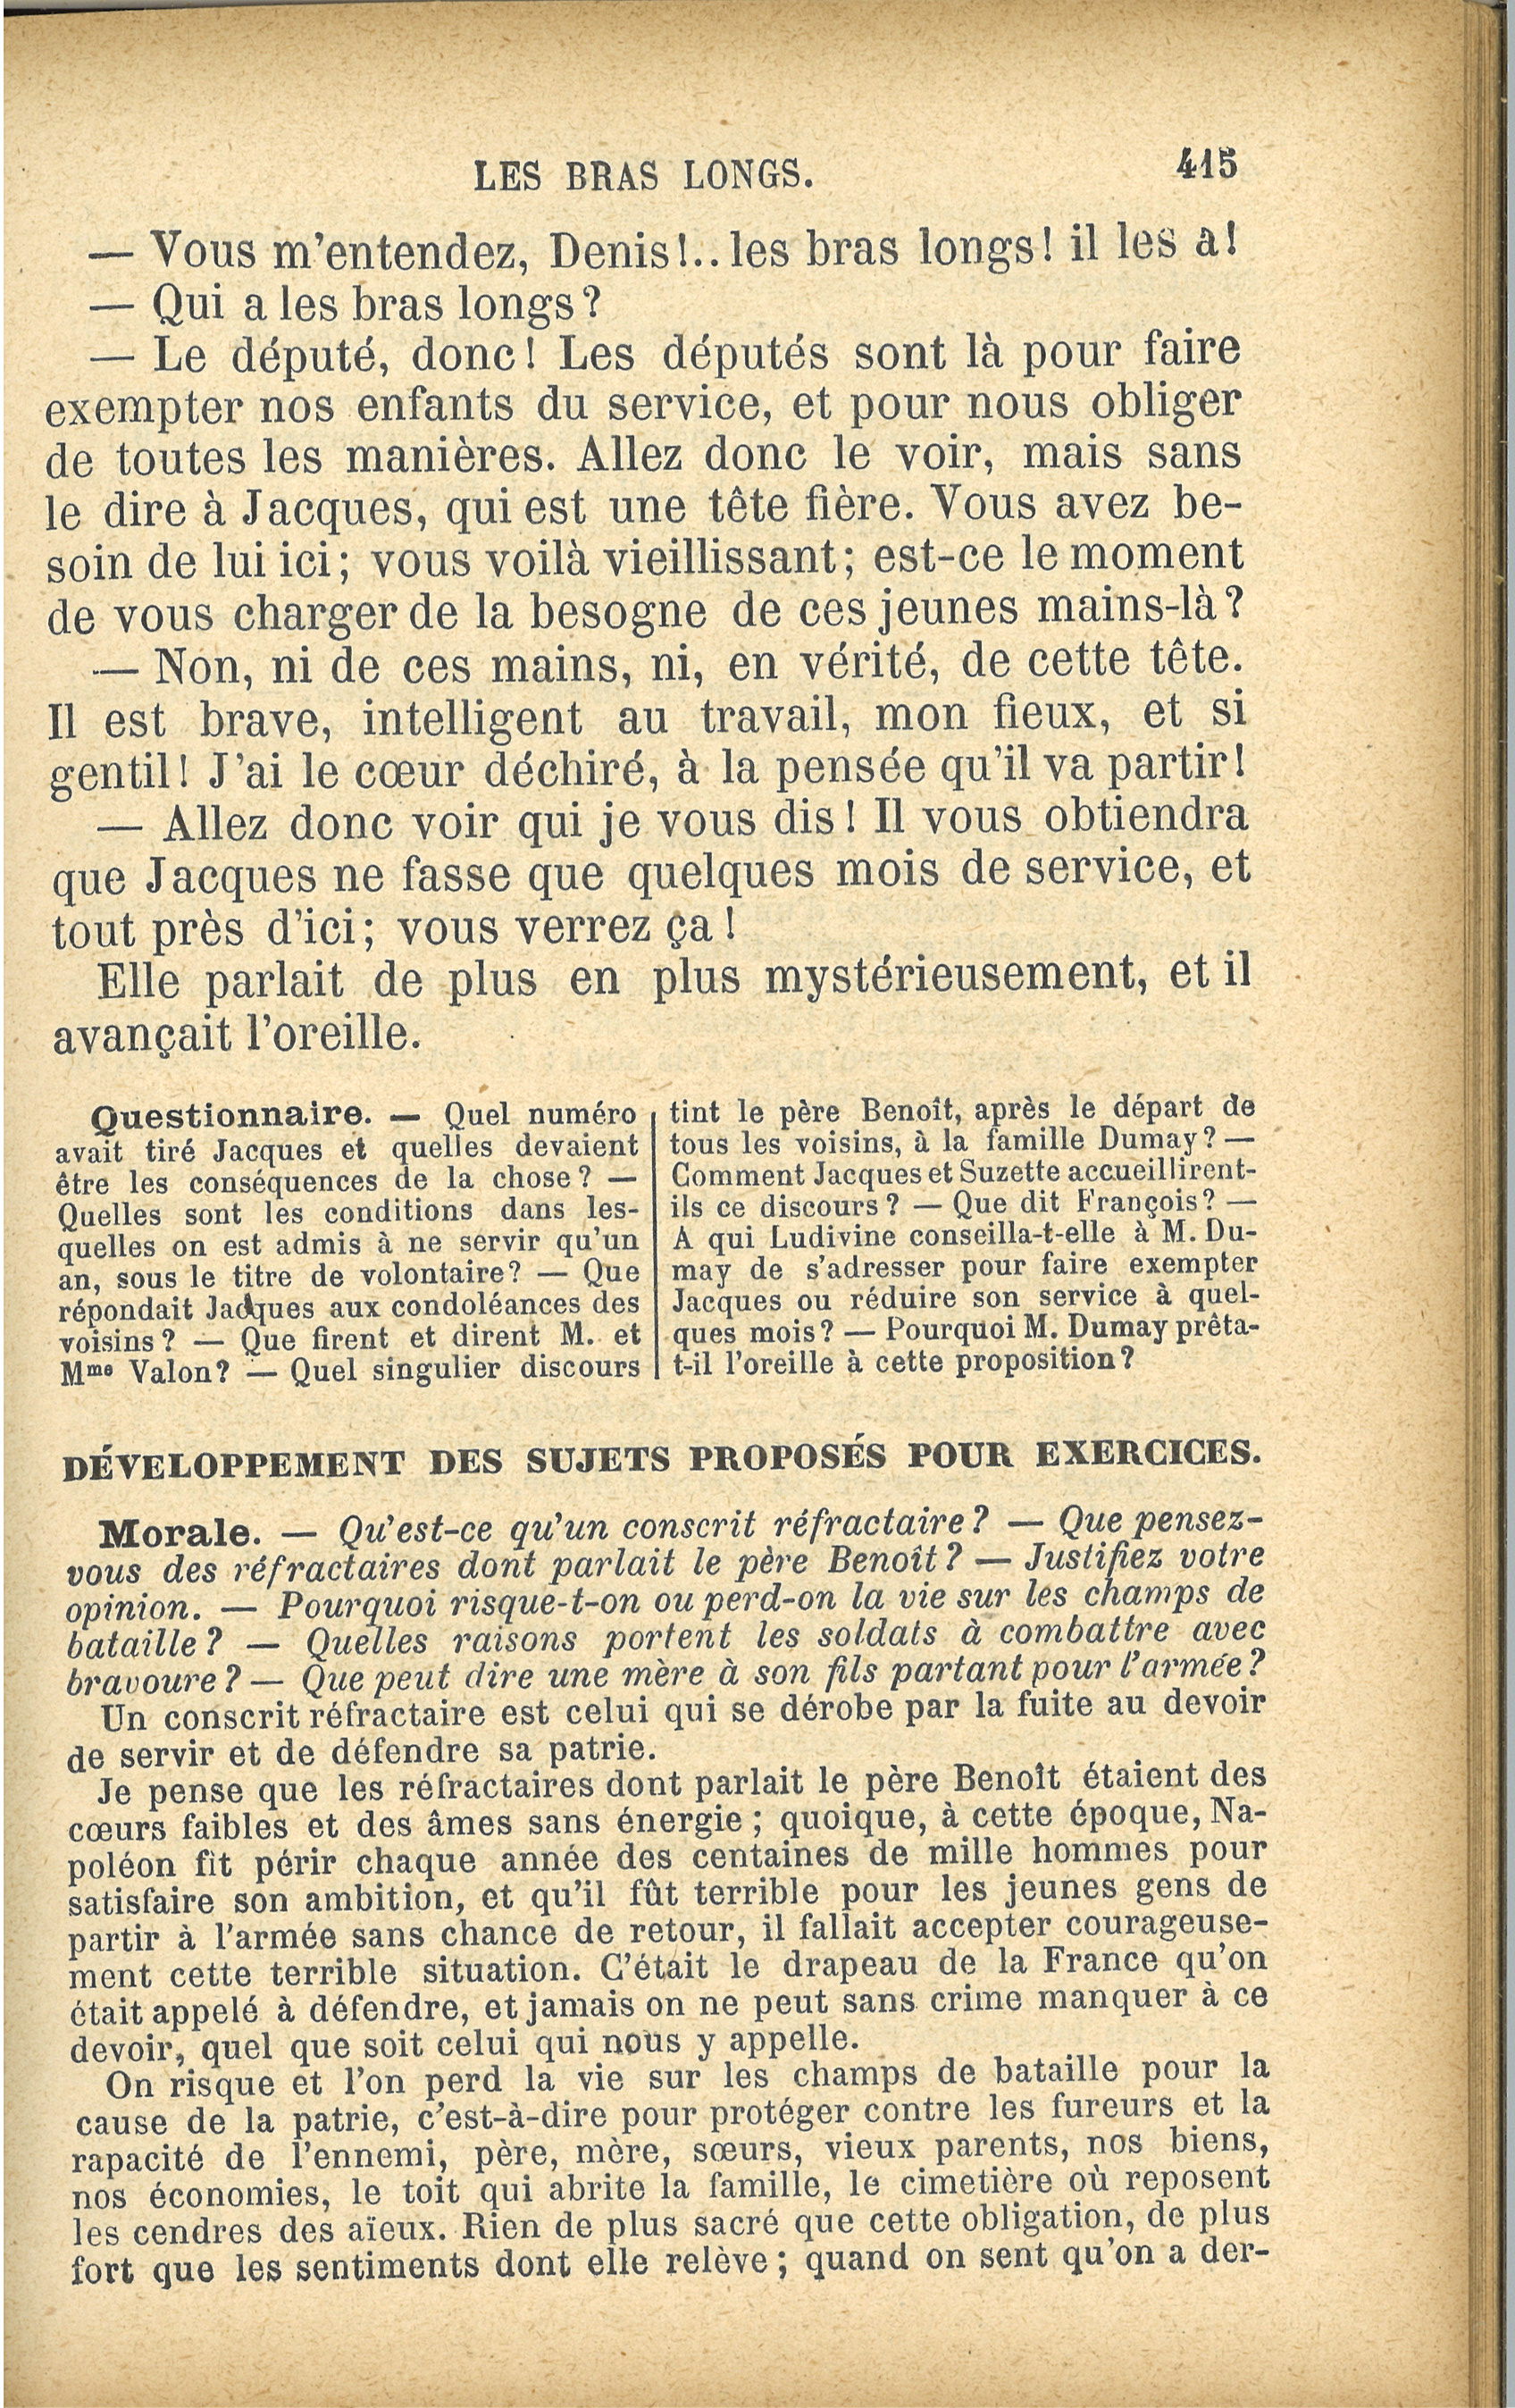 LES BRAS LONGS.
415
— Vous m'entendez, Denis!.. les bras longs! il les a!
— Qui a les bras longs?
— Le député, donc! Les députés sont là pour faire
exempter nos enfants du service, et pour nous obliger
de toutes les manières. Allez donc le voir, mais sans
le dire à Jacques, qui est une tête fière. Vous avez be-
soin de lui ici; vous voilà vieillissant; est-ce le moment
de vous charger de la besogne de ces jeunes mains-là?
— Non, ni de ces mains, ni, en vérité, de cette tête.
Il est brave, intelligent au travail, mon fieux, et si
gentil! J'ai le cœur déchiré, à la pensée qu'il va partir!
— Allez donc voir qui je vous dis! Il vous obtiendra
que Jacques ne fasse que quelques mois de service, et
tout près d'ici; vous verrez ça!
Elle parlait de plus en plus mystérieusement, et il
avançait l'oreille.
Questionnaire. — Quel numéro
avait tiré Jacques et quelles devaient
être les conséquences de la chose? —
Quelles sont les conditions dans les-
quelles on est admis à ne servir qu'un
an, sous le titre de volontaire? — Que
répondait Jacques aux condoléances des
voisins? — Que firent et dirent M. et
Mme Valon? — Quel singulier discours
tint le père Benoît, après le départ de
tous les voisins, à la famille Dumay? —
Comment Jacques et Suzette accueillirent-
ils ce discours? — Que dit François? —
A qui Ludivine conseilla-t-elle à M. Du-
may de s'adresser pour faire exempter
Jacques ou réduire son service à quel-
ques mois? — Pourquoi M. Dumay prêta-
t-il l'oreille à cette proposition?
DÉVELOPPEMENT DES SUJETS PROPOSÉS POUR EXERCICES.
Morale. — Qu'est-ce qu'un conscrit réfractaire? — Que pensez-
vous des réfractaires dont parlait le père Benoît? — Justifiez votre
opinion. — Pourquoi risque-t-on ou perd-on la vie sur les champs de
bataille? — Quelles raisons portent les soldats à combattre avec
bravoure? — Que peut dire une mère à son fils partant pour l'armée?
Un conscrit réfractaire est celui qui se dérobe par la fuite au devoir
de servir et de défendre sa patrie.
Je pense que les réfractaires dont parlait le père Benoît étaient des
cœurs faibles et des âmes sans énergie; quoique, à cette époque, Na-
poléon fît périr chaque année des centaines de mille hommes pour
satisfaire son ambition, et qu'il fût terrible pour les jeunes gens de
partir à l'armée sans chance de retour, il fallait accepter courageuse-
ment cette terrible situation. C'était le drapeau de la France qu'on
était appelé à défendre, et jamais on ne peut sans crime manquer à ce
devoir, quel que soit celui qui nous y appelle.
On risque et l'on perd la vie sur les champs de bataille pour la
cause de la patrie, c'est-à-dire pour protéger contre les fureurs et la
rapacité de l'ennemi, père, mère, sœurs, vieux parents, nos biens,
nos économies, le toit qui abrite la famille, le cimetière où reposent
les cendres des aïeux. Rien de plus sacré que cette obligation, de plus
fort que les sentiments dont elle relève; quand on sent qu'on a der-